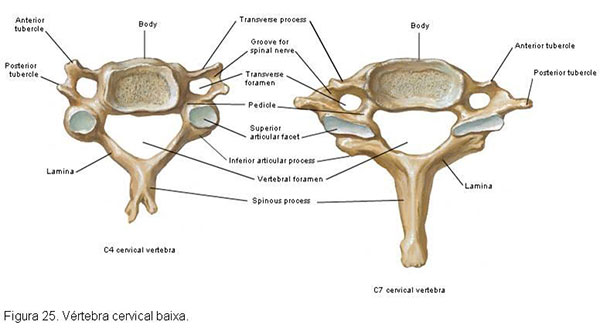 Anterior
tubercle
Body
Transverse process
Groove for
spinal nerve
Body
Anterior tubercle
Posterior
tubercle
Transverse
foramen
Posterior tubercle
Pedicle
Superior
articular facet
Inferior articular process
Lamina
Vertebral foramen
Lamina
Spinous process
C4 cervical vertebra
C7 cervical vertebra
Figura 25. Vértebra cervical baixa.